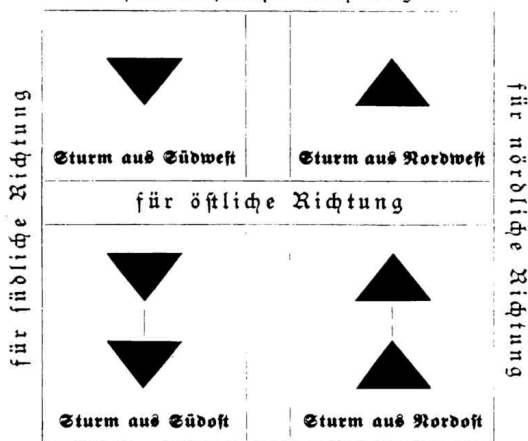 für südliche Richtung
Sturm aus Südwest
Sturm aus Nordwest
für östliche Richtung
Sturm aus Südost
Sturm aus Nordost
für nördliche Richtung